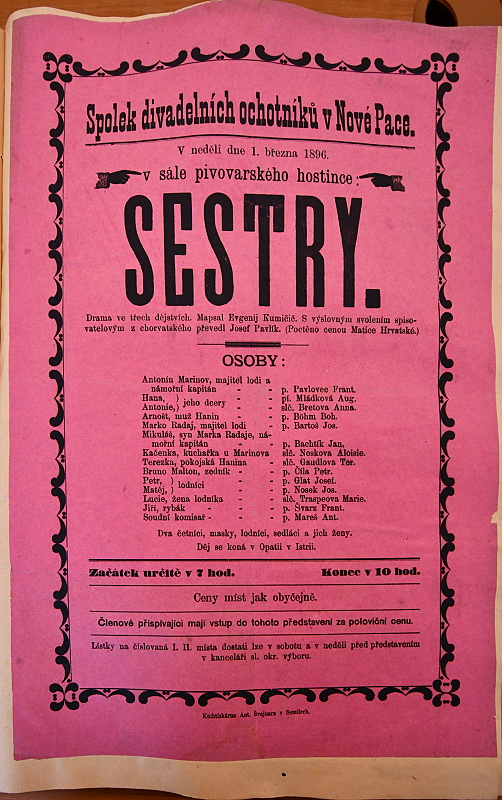 Spolek divadelních ochotníků v Nové Pace.
V neděli dne 1. března 1896.
v sále pivovarského hostince:
SESTRY.
Drama ve třech dějstvích. Mapsal Evgenij Kumičič. S výslovným svolením spiso-
vatelovým z chorvatského převedl Josef Pavlík. (Poctěno cenou Matice Hrvatské.)
OSOBY:
Antonín Marinov, majitel lodi a
námořní kapitán - - p. Pavlovec Frant.
Hana, ) jeho dcery - - pí. Mládková Aug.
Antonie, ) slč. Bretova Anna.
Arnošt, muž Hanin - - p. Böhm Boh.
Marko Radaj, majitel lodi - p. Bartoš Jos.
Mikuláš, syn Marka Radaje, ná-
mořní kapitán - - p. Bachtík Jan,
Kačenka, kuchařka u Marinova - slč. Noskova Aloisie.
Terezka, pokojská Hanina - slč. Gaudlova Ter.
Bruno Malton, zedník - - p. Číla Petr.
Petr, ) lodníci - - p. Glat Josef.
Matěj, ) - - p. Nosek Jos.
Lucie, žena lodníka - - slč. Traspeova Marie.
Jiří, rybák - - - p. Švarz Frant.
Soudní komisař - - - p. Mareš Ant.
Dva četníci, masky, lodníci, sedláci a jich ženy.
Děj se koná v Opatii v Istrii.
Začátek určitě v 7 hod. Konec v 10 hod.
Ceny míst jak obyčejně.
Členové přispívající mají vstup do tohoto představení za poloviční cenu.
Lístky na číslovaná I. II. místa dostati lze v sobotu a v neděli před představením
v kanceláři sl. okr. výboru.
Knihtiskárna Ant. Švejnara v Semilech.